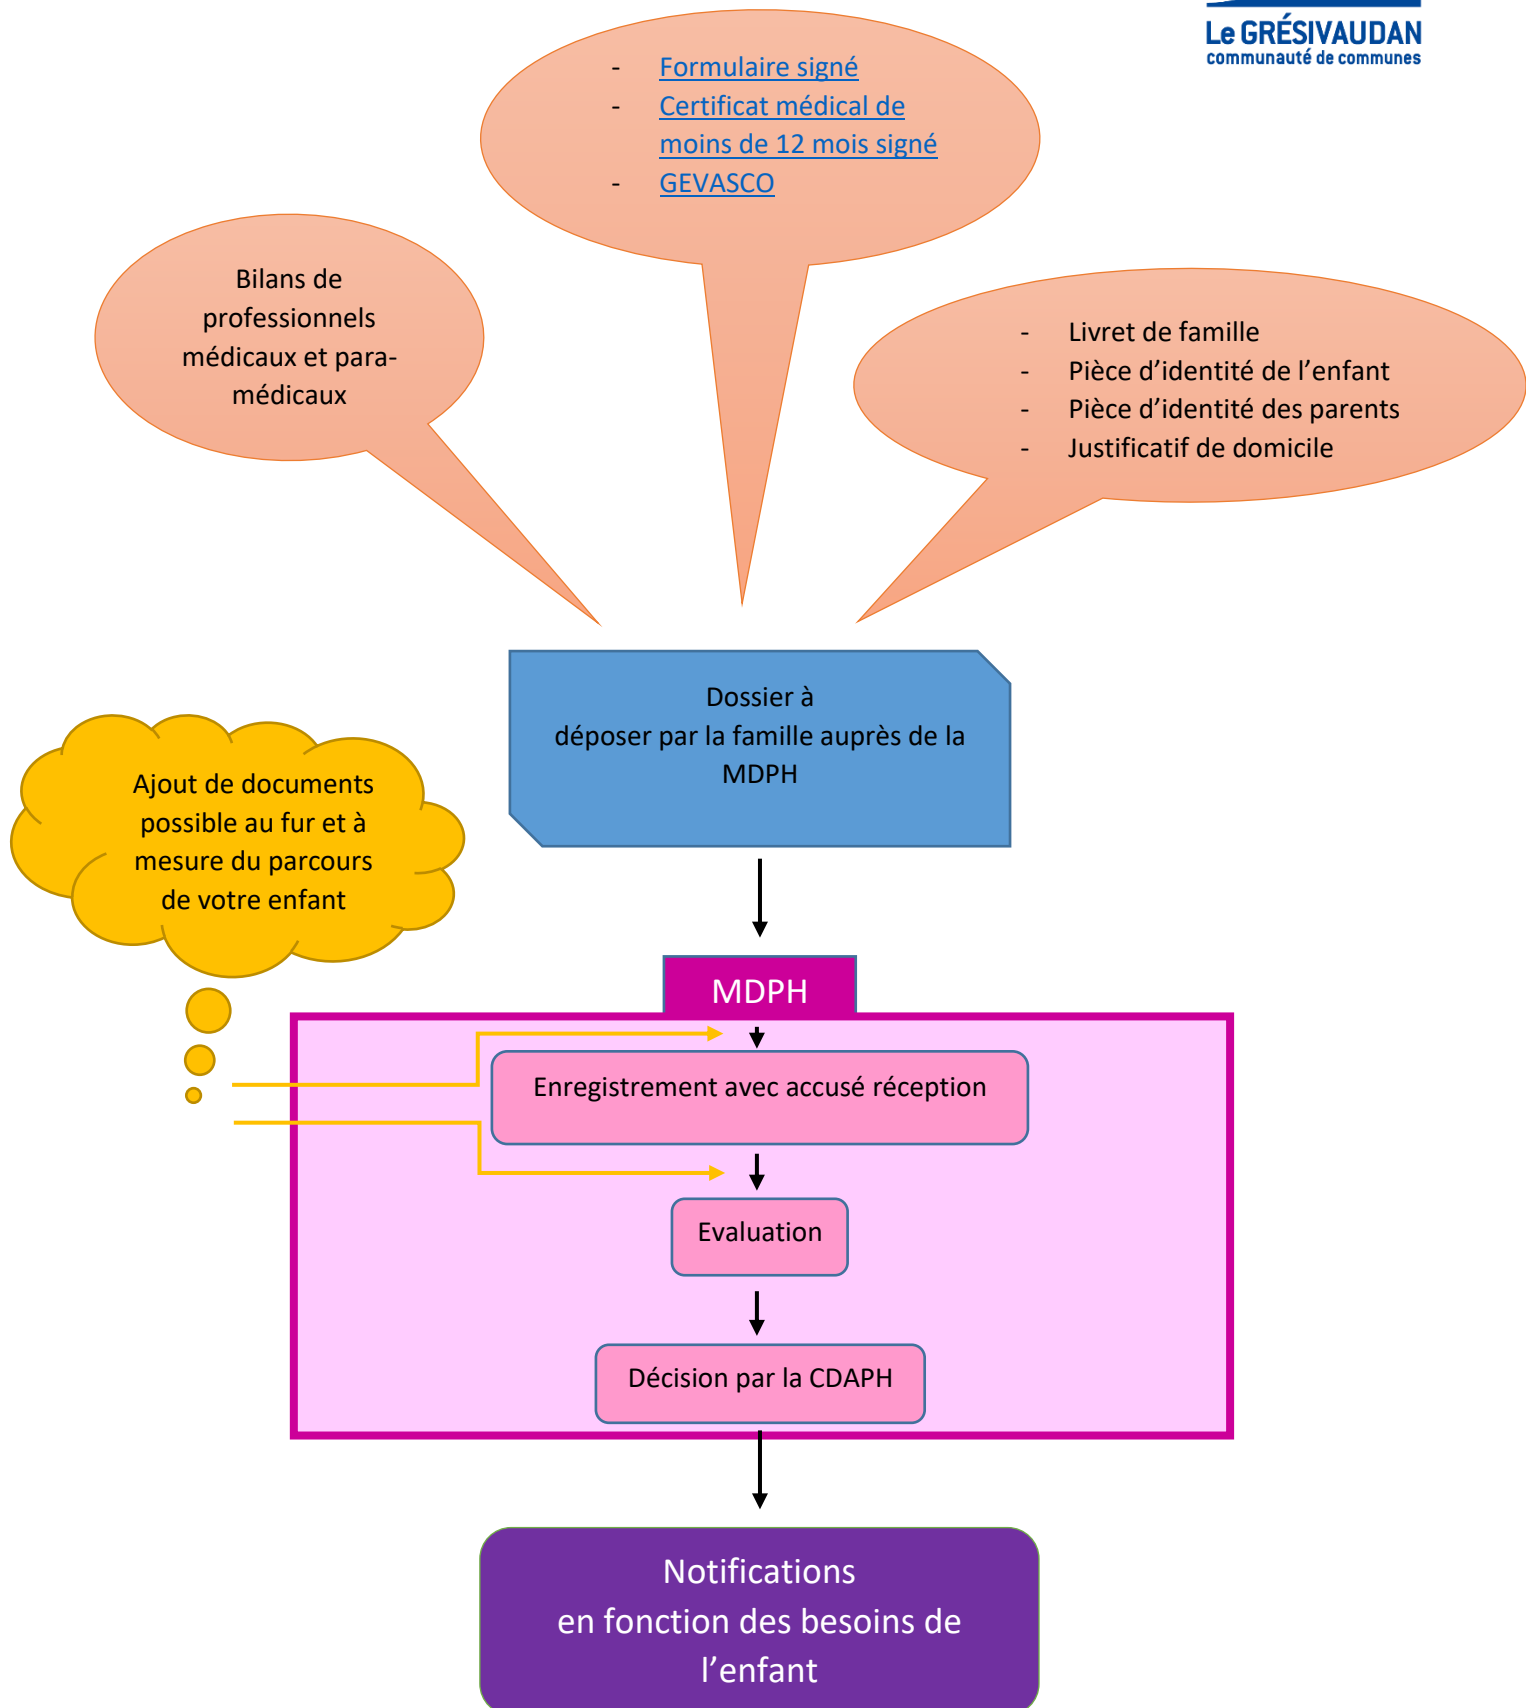 Le GRÉSIVAUDAN
communauté de communes
- Formulaire signé
- Certificat médical de
moins de 12 mois signé
- GEVASCO
Bilans de
professionnels
médicaux et para-
médicaux
- Livret de famille
- Pièce d’identité de l’enfant
- Pièce d’identité des parents
- Justificatif de domicile
Dossier à
déposer par la famille auprès de la
MDPH
Ajout de documents
possible au fur et à
mesure du parcours
de votre enfant
MDPH
Enregistrement avec accusé réception
Evaluation
Décision par la CDAPH
Notifications
en fonction des besoins de
l’enfant